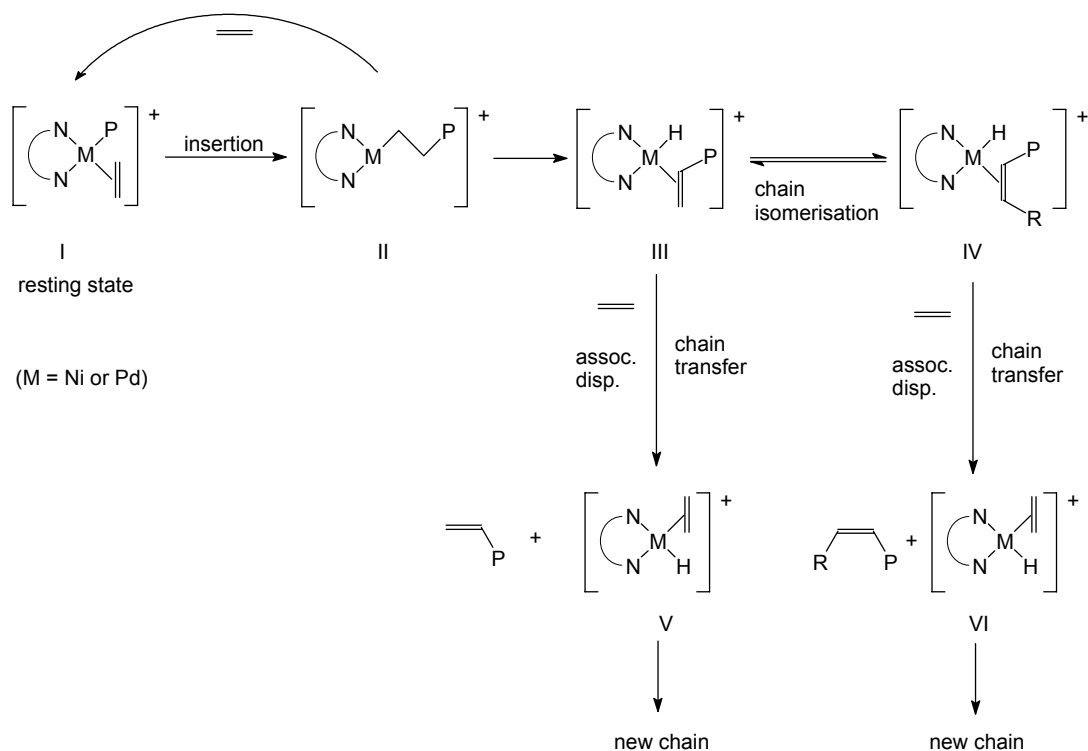 N
N
M
P
+
insertion
N
N
M
P
+
N
N
M
H
P
+
chain
isomerisation
N
N
M
H
P
R
+
I
II
III
IV
resting state
(M = Ni or Pd)
assoc.
disp.
chain
transfer
assoc.
disp.
chain
transfer
P
+
N
N
M
H
+
R
P
+
N
N
M
H
+
V
VI
new chain
new chain